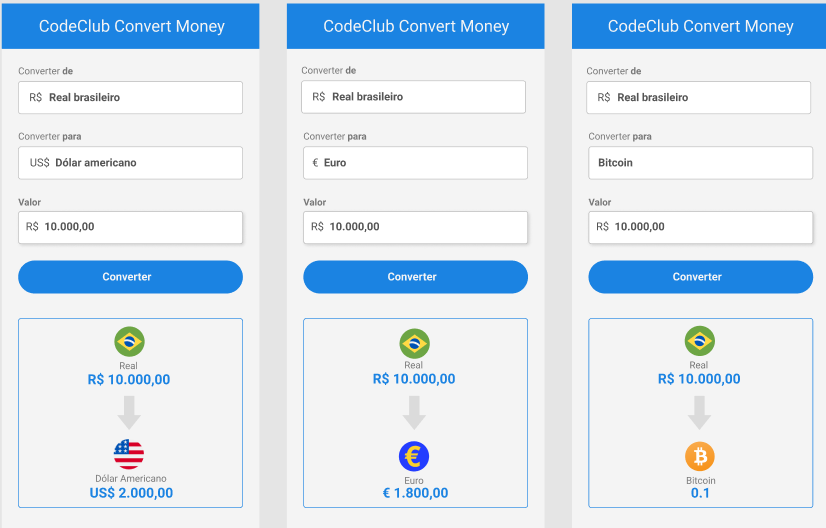 CodeClub Convert Money
Converter de
R$ Real brasileiro
Converter para
US$ Dólar americano
Valor
R$ 10.000,00
Converter
Real
R$ 10.000,00
Dólar Americano
US$ 2.000,00
CodeClub Convert Money
Converter de
R$ Real brasileiro
Converter para
€ Euro
Valor
R$ 10.000,00
Converter
Real
R$ 10.000,00
€
Euro
€ 1.800,00
CodeClub Convert Money
Converter de
R$ Real brasileiro
Converter para
Bitcoin
Valor
R$ 10.000,00
Converter
Real
R$ 10.000,00
₿
Bitcoin
0.1